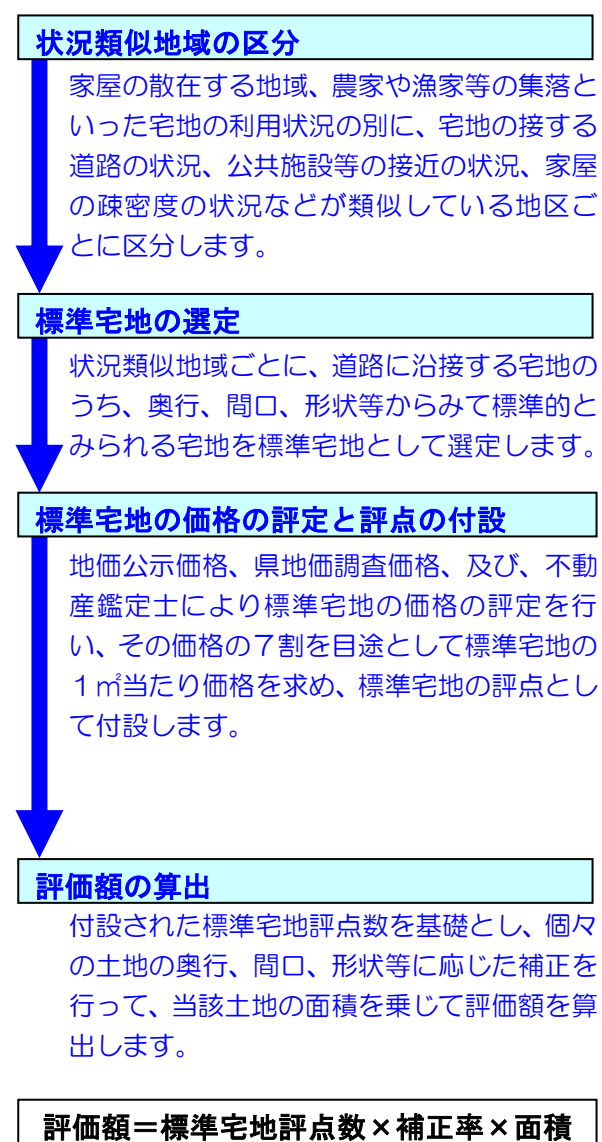 状況類似地域の区分
家屋の散在する地域、農家や漁家等の集落と
いった宅地の利用状況の別に、宅地の接する
道路の状況、公共施設等の接近の状況、家屋
の疎密度の状況などが類似している地区ご
とに区分します。
標準宅地の選定
状況類似地域ごとに、道路に沿接する宅地の
うち、奥行、間口、形状等からみて標準的と
みられる宅地を標準宅地として選定します。
標準宅地の価格の評定と評点の付設
地価公示価格、県地価調査価格、及び、不動
産鑑定士により標準宅地の価格の評定を行
い、その価格の７割を目途として標準宅地の
１㎡当たり価格を求め、標準宅地の評点とし
て付設します。
評価額の算出
付設された標準宅地評点数を基礎とし、個々
の土地の奥行、間口、形状等に応じた補正を
行って、当該土地の面積を乗じて評価額を算
出します。
評価額＝標準宅地評点数×補正率×面積